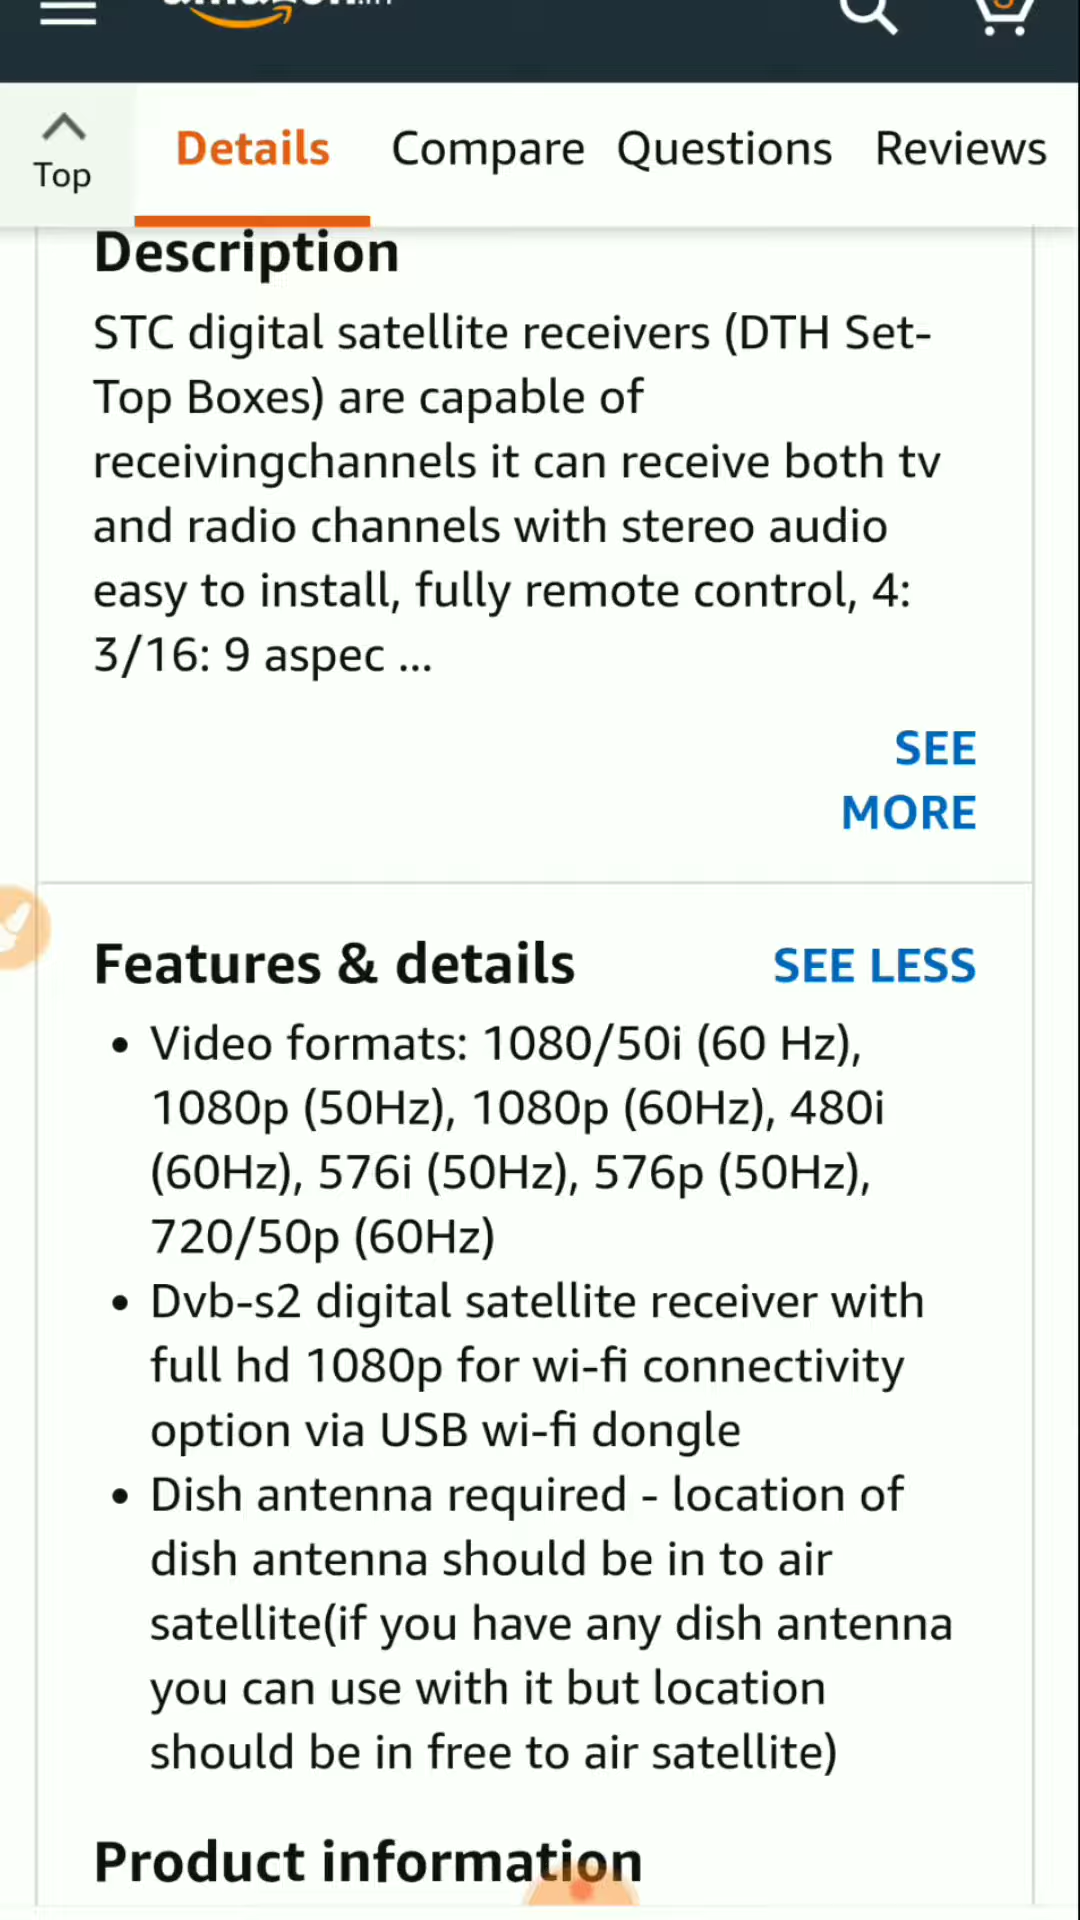 amazon.in
Top
Details Compare Questions Reviews
Description
STC digital satellite receivers (DTH Set-
Top Boxes) are capable of
receivingchannels it can receive both tv
and radio channels with stereo audio
easy to install, fully remote control, 4:
3/16: 9 aspec ...
SEE
MORE
Features & details SEE LESS
• Video formats: 1080/50i (60 Hz),
1080p (50Hz), 1080p (60Hz), 480i
(60Hz), 576i (50Hz), 576p (50Hz),
720/50p (60Hz)
• Dvb-s2 digital satellite receiver with
full hd 1080p for wi-fi connectivity
option via USB wi-fi dongle
• Dish antenna required - location of
dish antenna should be in to air
satellite(if you have any dish antenna
you can use with it but location
should be in free to air satellite)
Product information